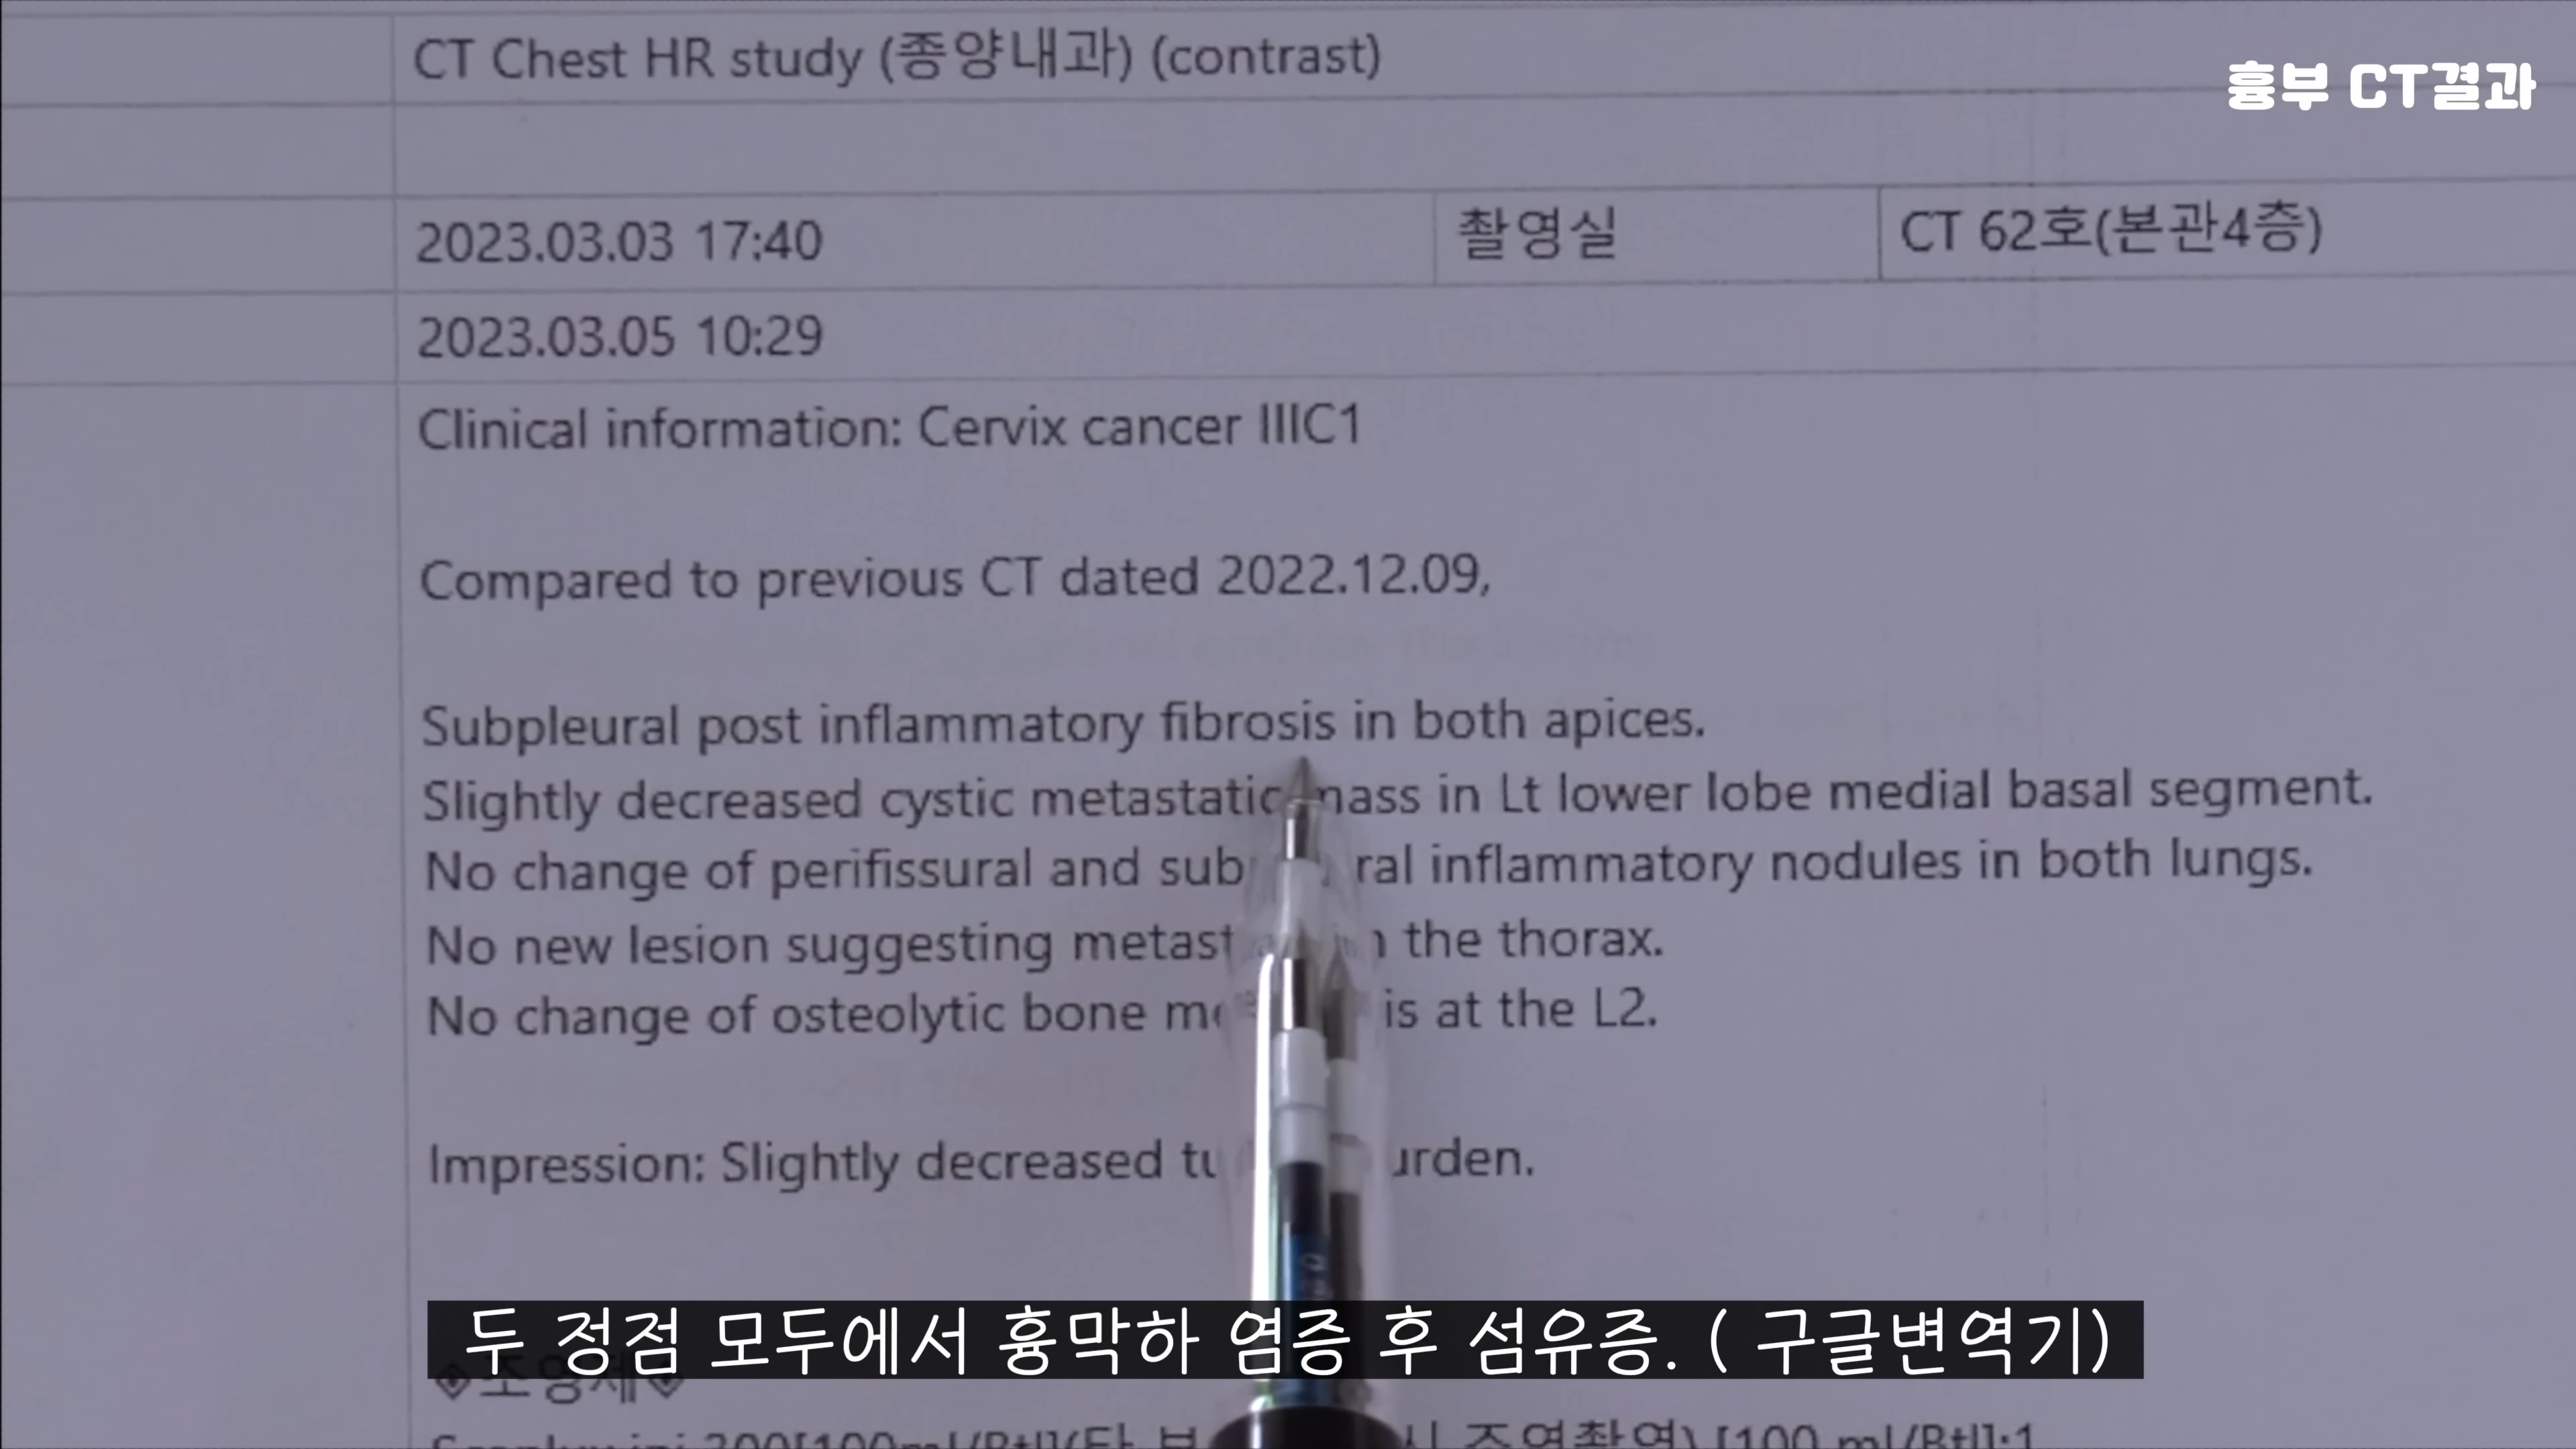 CT Chest HR study (종양내과) (contrast)
흉부 CT결과
2023.03.03 17:40 촬영실 CT 62호(본관4층)
2023.03.05 10:29
Clinical information: Cervix cancer IIIC1
Compared to previous CT dated 2022.12.09,
Subpleural post inflammatory fibrosis in both apices.
Slightly decreased cystic metastatic mass in Lt lower lobe medial basal segment.
No change of perifissural and inflammatory nodules in both lungs.
No new lesion suggesting the thorax.
No change of osteolytic bone at the L2.
Impression: Slightly decreased
두 정점 모두에서 흉막하 염증 후 섬유증. ( 구글변역기)